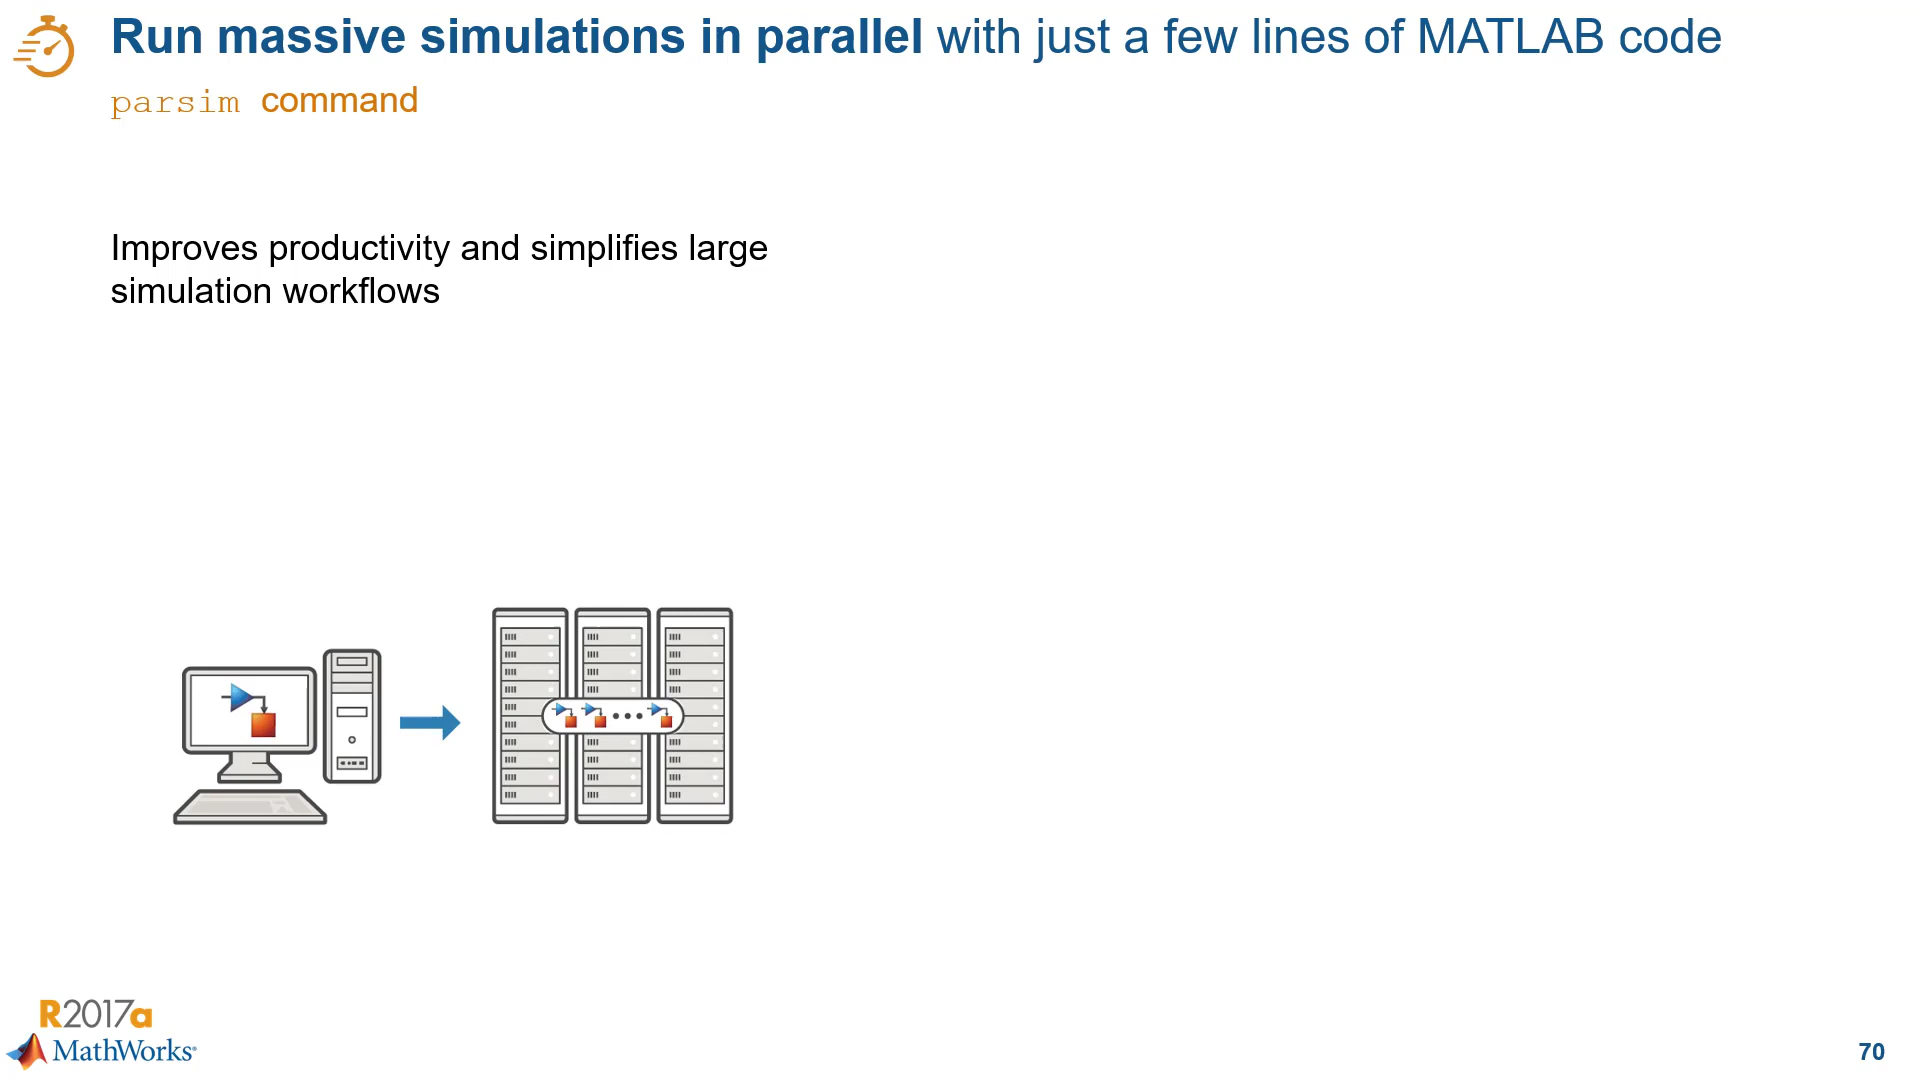 Run massive simulations in parallel with just a few lines of MATLAB code
parsim command
Improves productivity and simplifies large
simulation workflows
R2017a
MathWorks®
70